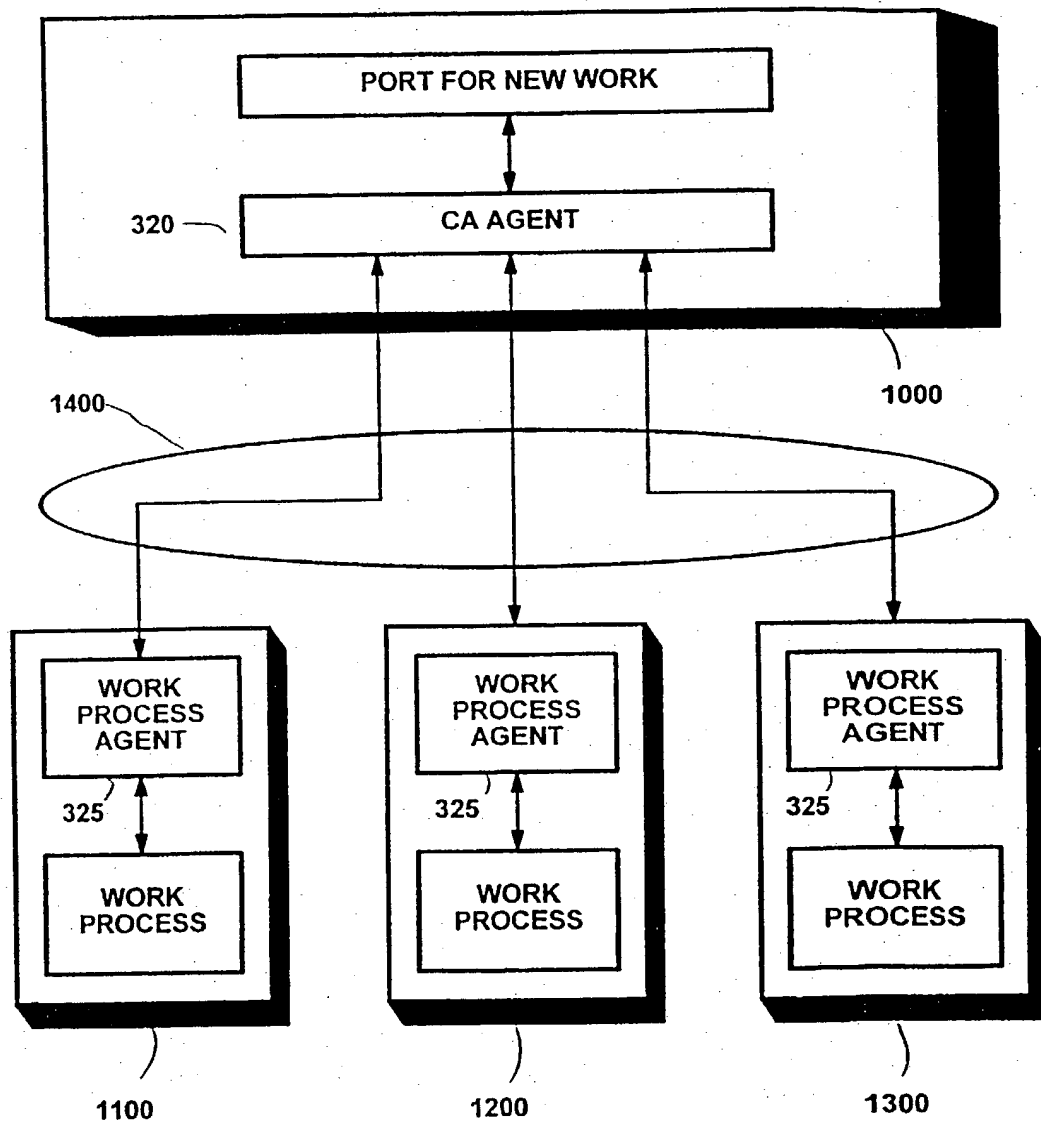 PORT FOR NEW WORK
320
CA AGENT
1000
1400
WORK
PROCESS
AGENT
325
WORK
PROCESS
1100
WORK
PROCESS
AGENT
325
WORK
PROCESS
1200
WORK
PROCESS
AGENT
325
WORK
PROCESS
1300